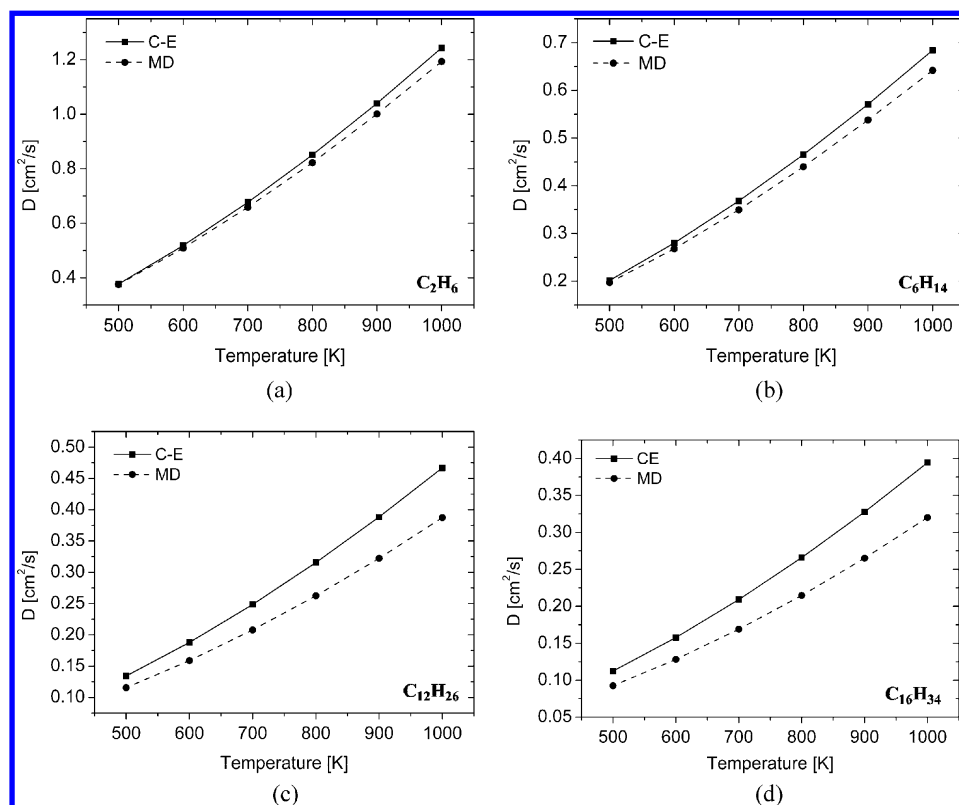 C-E
MD
1.2
1.0
0.8
0.6
0.4
D [cm²/s]
C₂H₆
500 600 700 800 900 1000
Temperature [K]
(a)
C-E
MD
0.7
0.6
0.5
0.4
0.3
0.2
D [cm²/s]
C₆H₁₄
500 600 700 800 900 1000
Temperature [K]
(b)
C-E
MD
0.50
0.45
0.40
0.35
0.30
0.25
0.20
0.15
0.10
D [cm²/s]
C₁₂H₂₆
500 600 700 800 900 1000
Temperature [K]
(c)
CE
MD
0.40
0.35
0.30
0.25
0.20
0.15
0.10
0.05
D [cm²/s]
C₁₆H₃₄
500 600 700 800 900 1000
Temperature [K]
(d)